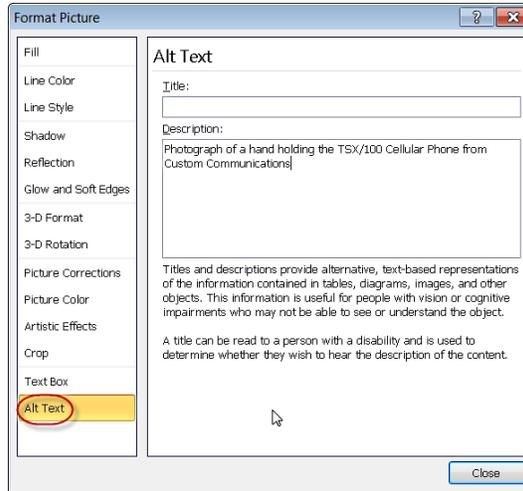 Format Picture
Fill
Line Color
Line Style
Shadow
Reflection
Glow and Soft Edges
3-D Format
3-D Rotation
Picture Corrections
Picture Color
Artistic Effects
Crop
Text Box
Alt Text
Alt Text
Title:
Description:
Photograph of a hand holding the TSX/100 Cellular Phone from
Custom Communications
Titles and descriptions provide alternative, text-based representations
of the information contained in tables, diagrams, images, and other
objects. This information is useful for people with vision or cognitive
impairments who may not be able to see or understand the object.
A title can be read to a person with a disability and is used to
determine whether they wish to hear the description of the content.
Close